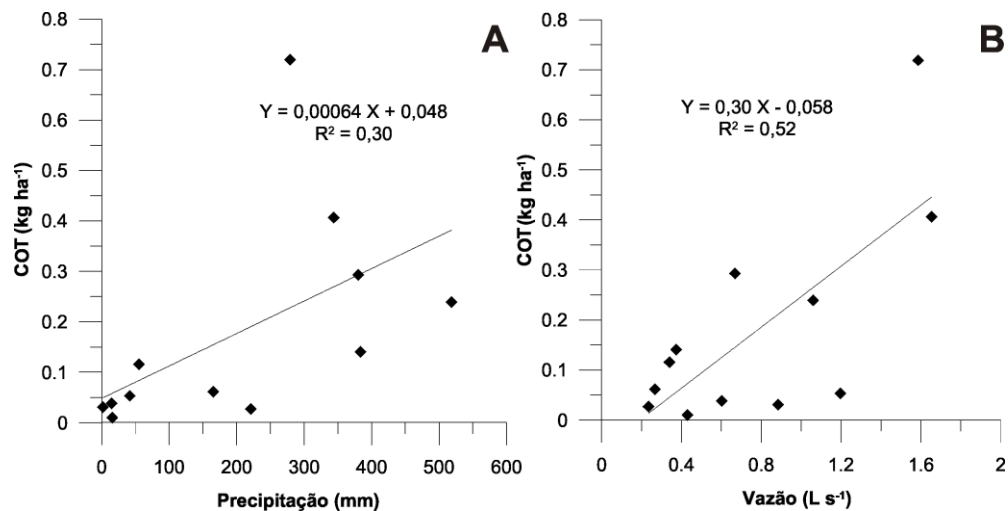 A
0.8
0.7
0.6
0.5
0.4
0.3
0.2
0.1
0
COT (kg ha⁻¹)
Y = 0,00064 X + 0,048
R² = 0,30
0 100 200 300 400 500 600
Precipitação (mm)
B
0.8
0.7
0.6
0.5
0.4
0.3
0.2
0.1
0
COT (kg ha⁻¹)
Y = 0,30 X - 0,058
R² = 0,52
0 0.4 0.8 1.2 1.6 2
Vazão (L s⁻¹)